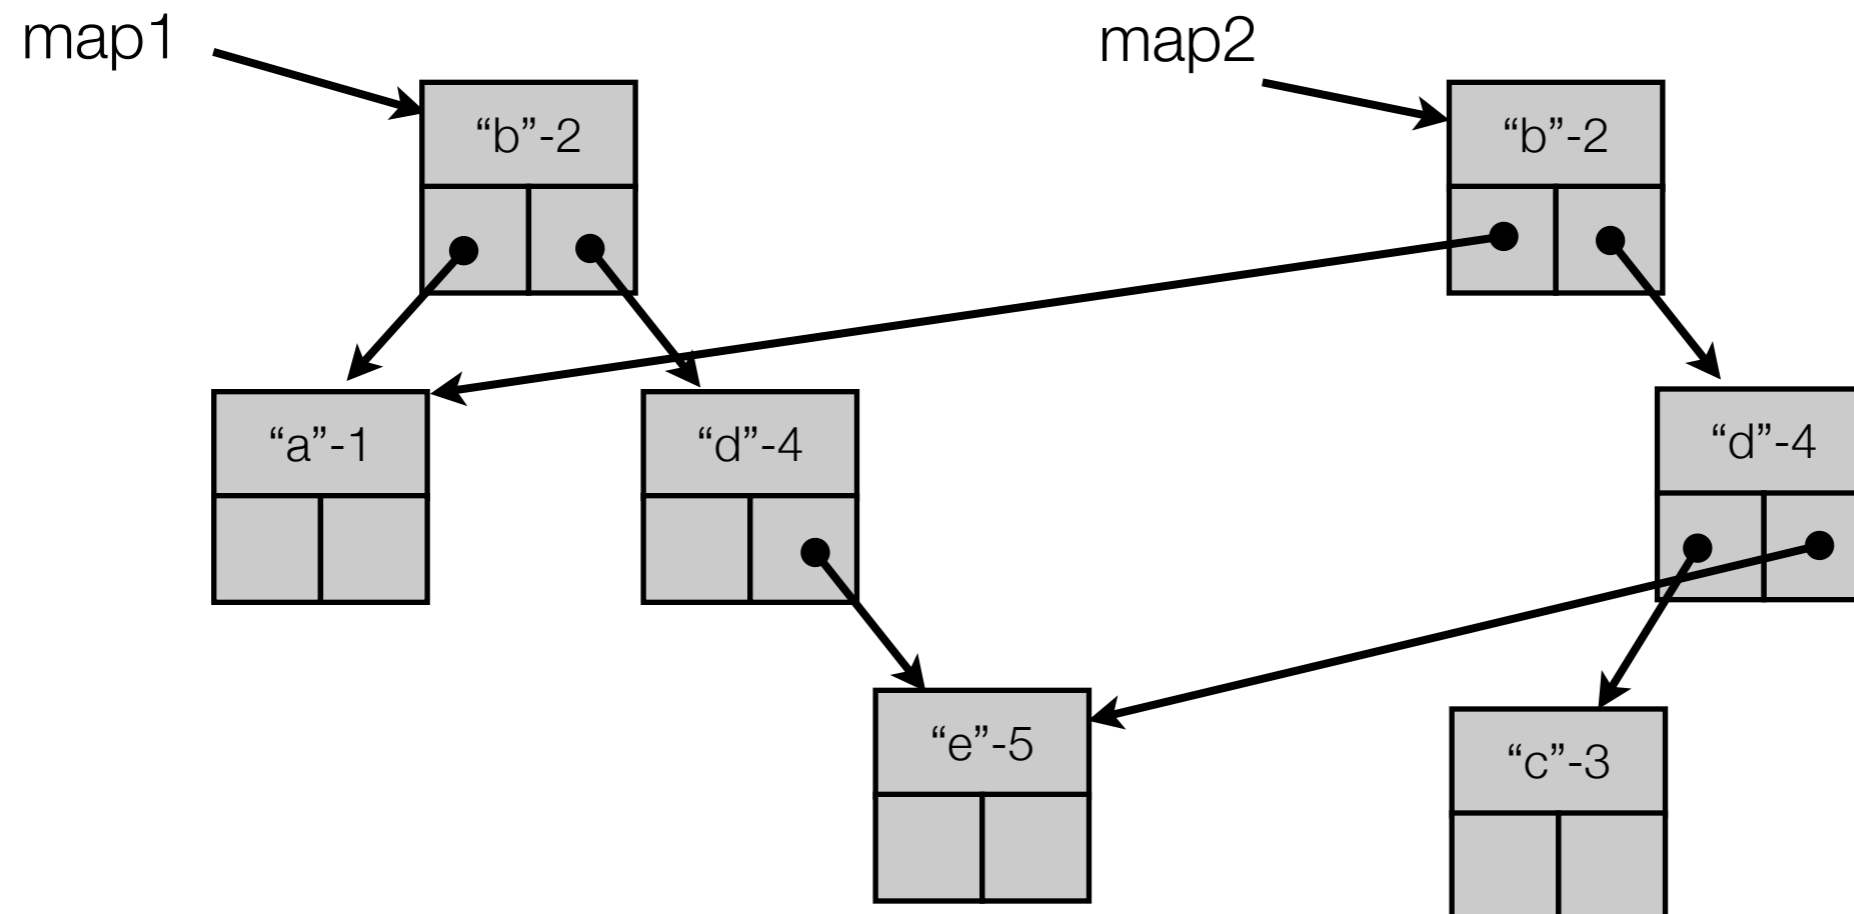 map1
map2
“b”-2
“b”-2
“a”-1
“d”-4
“d”-4
“e”-5
“c”-3